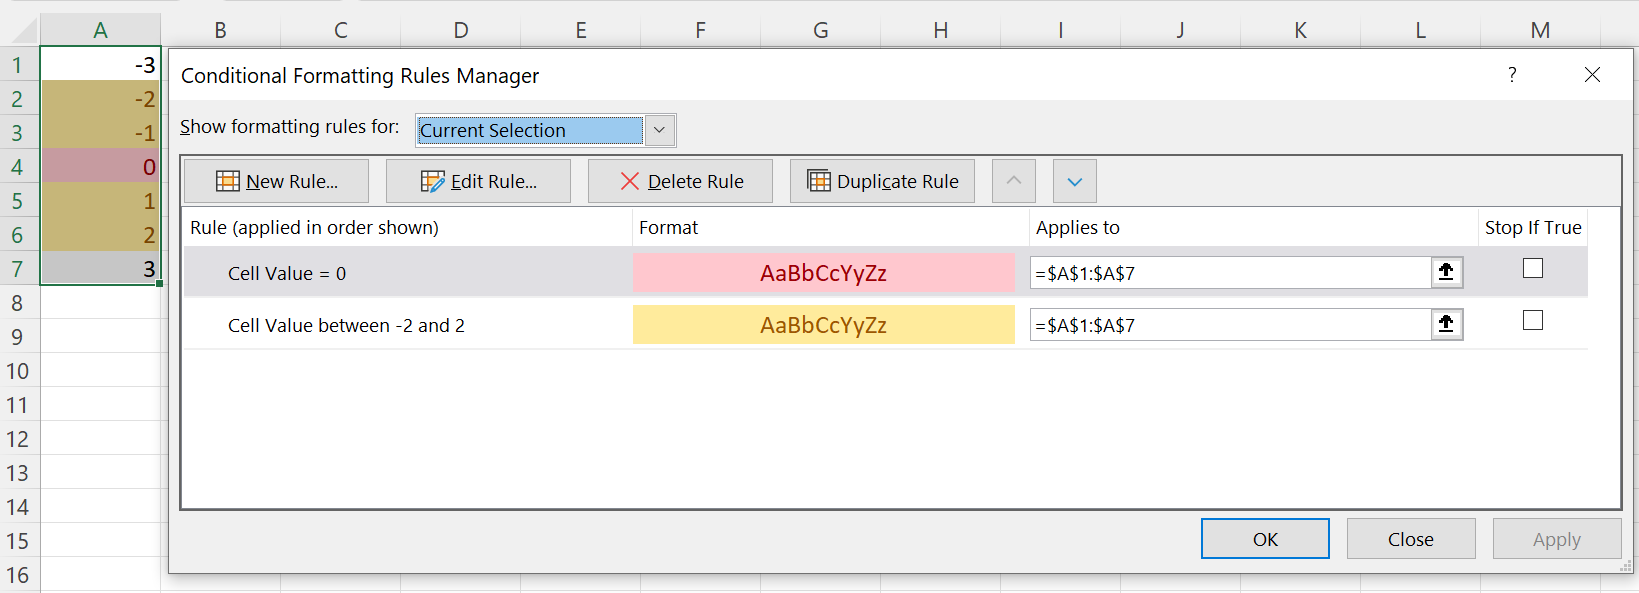 A B C D E F G H I J K L M
1 -3
2 -2
3 -1
4 0
5 1
6 2
7 3
8
9
10
11
12
13
14
15
16
Conditional Formatting Rules Manager ?
Show formatting rules for: Current Selection
New Rule... Edit Rule... Delete Rule Duplicate Rule
Rule (applied in order shown) Format Applies to Stop If True
Cell Value = 0 AaBbCcYyZz =$A$1:$A$7
Cell Value between -2 and 2 AaBbCcYyZz =$A$1:$A$7
OK Close Apply